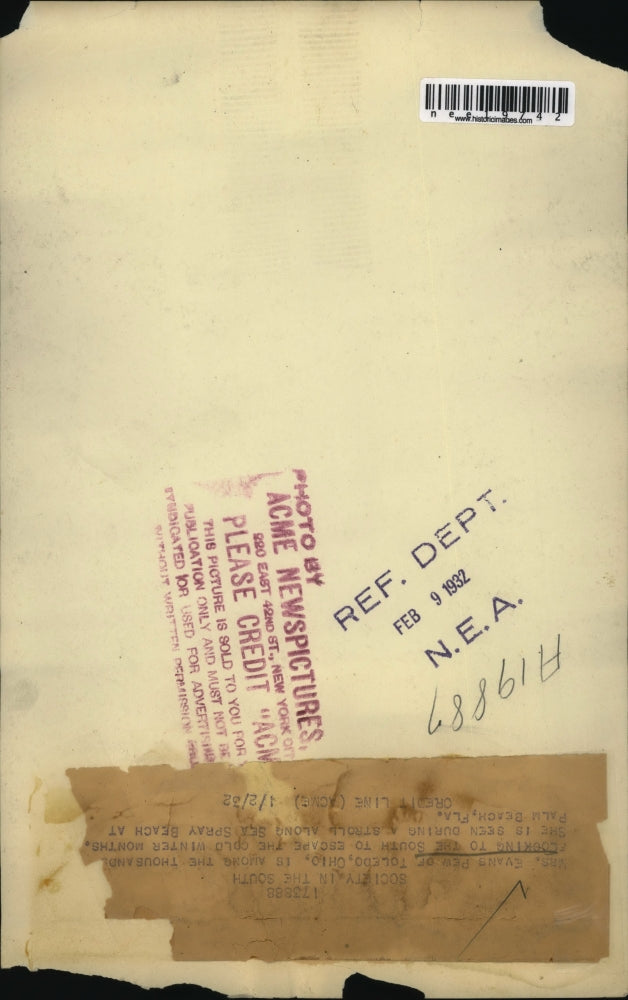 www.historicimages.com
PHOTO BY
ACME NEWSPICTURES,
220 EAST 42ND ST., NEW YORK
PLEASE CREDIT "ACM
THIS PICTURE IS SOLD TO YOU FOR
PUBLICATION ONLY AND MUST NOT BE
SYNDICATED OR USED FOR ADVERTISING
WITHOUT WRITTEN PERMISSION
REF. DEPT.
FEB 9 1932
N.E.A.
A19887
SOCIETY IN THE SOUTH
MRS. EVANS PEW OF TOLEDO, OHIO, IS AMONG THE THOUSANDS
FLOCKING TO THE SOUTH TO ESCAPE THE COLD WINTER MONTHS.
SHE IS SEEN DURING A STROLL ALONG SEA SPRAY BEACH AT
PALM BEACH, FLA.
CREDIT LINE (ACME) 1/2/32